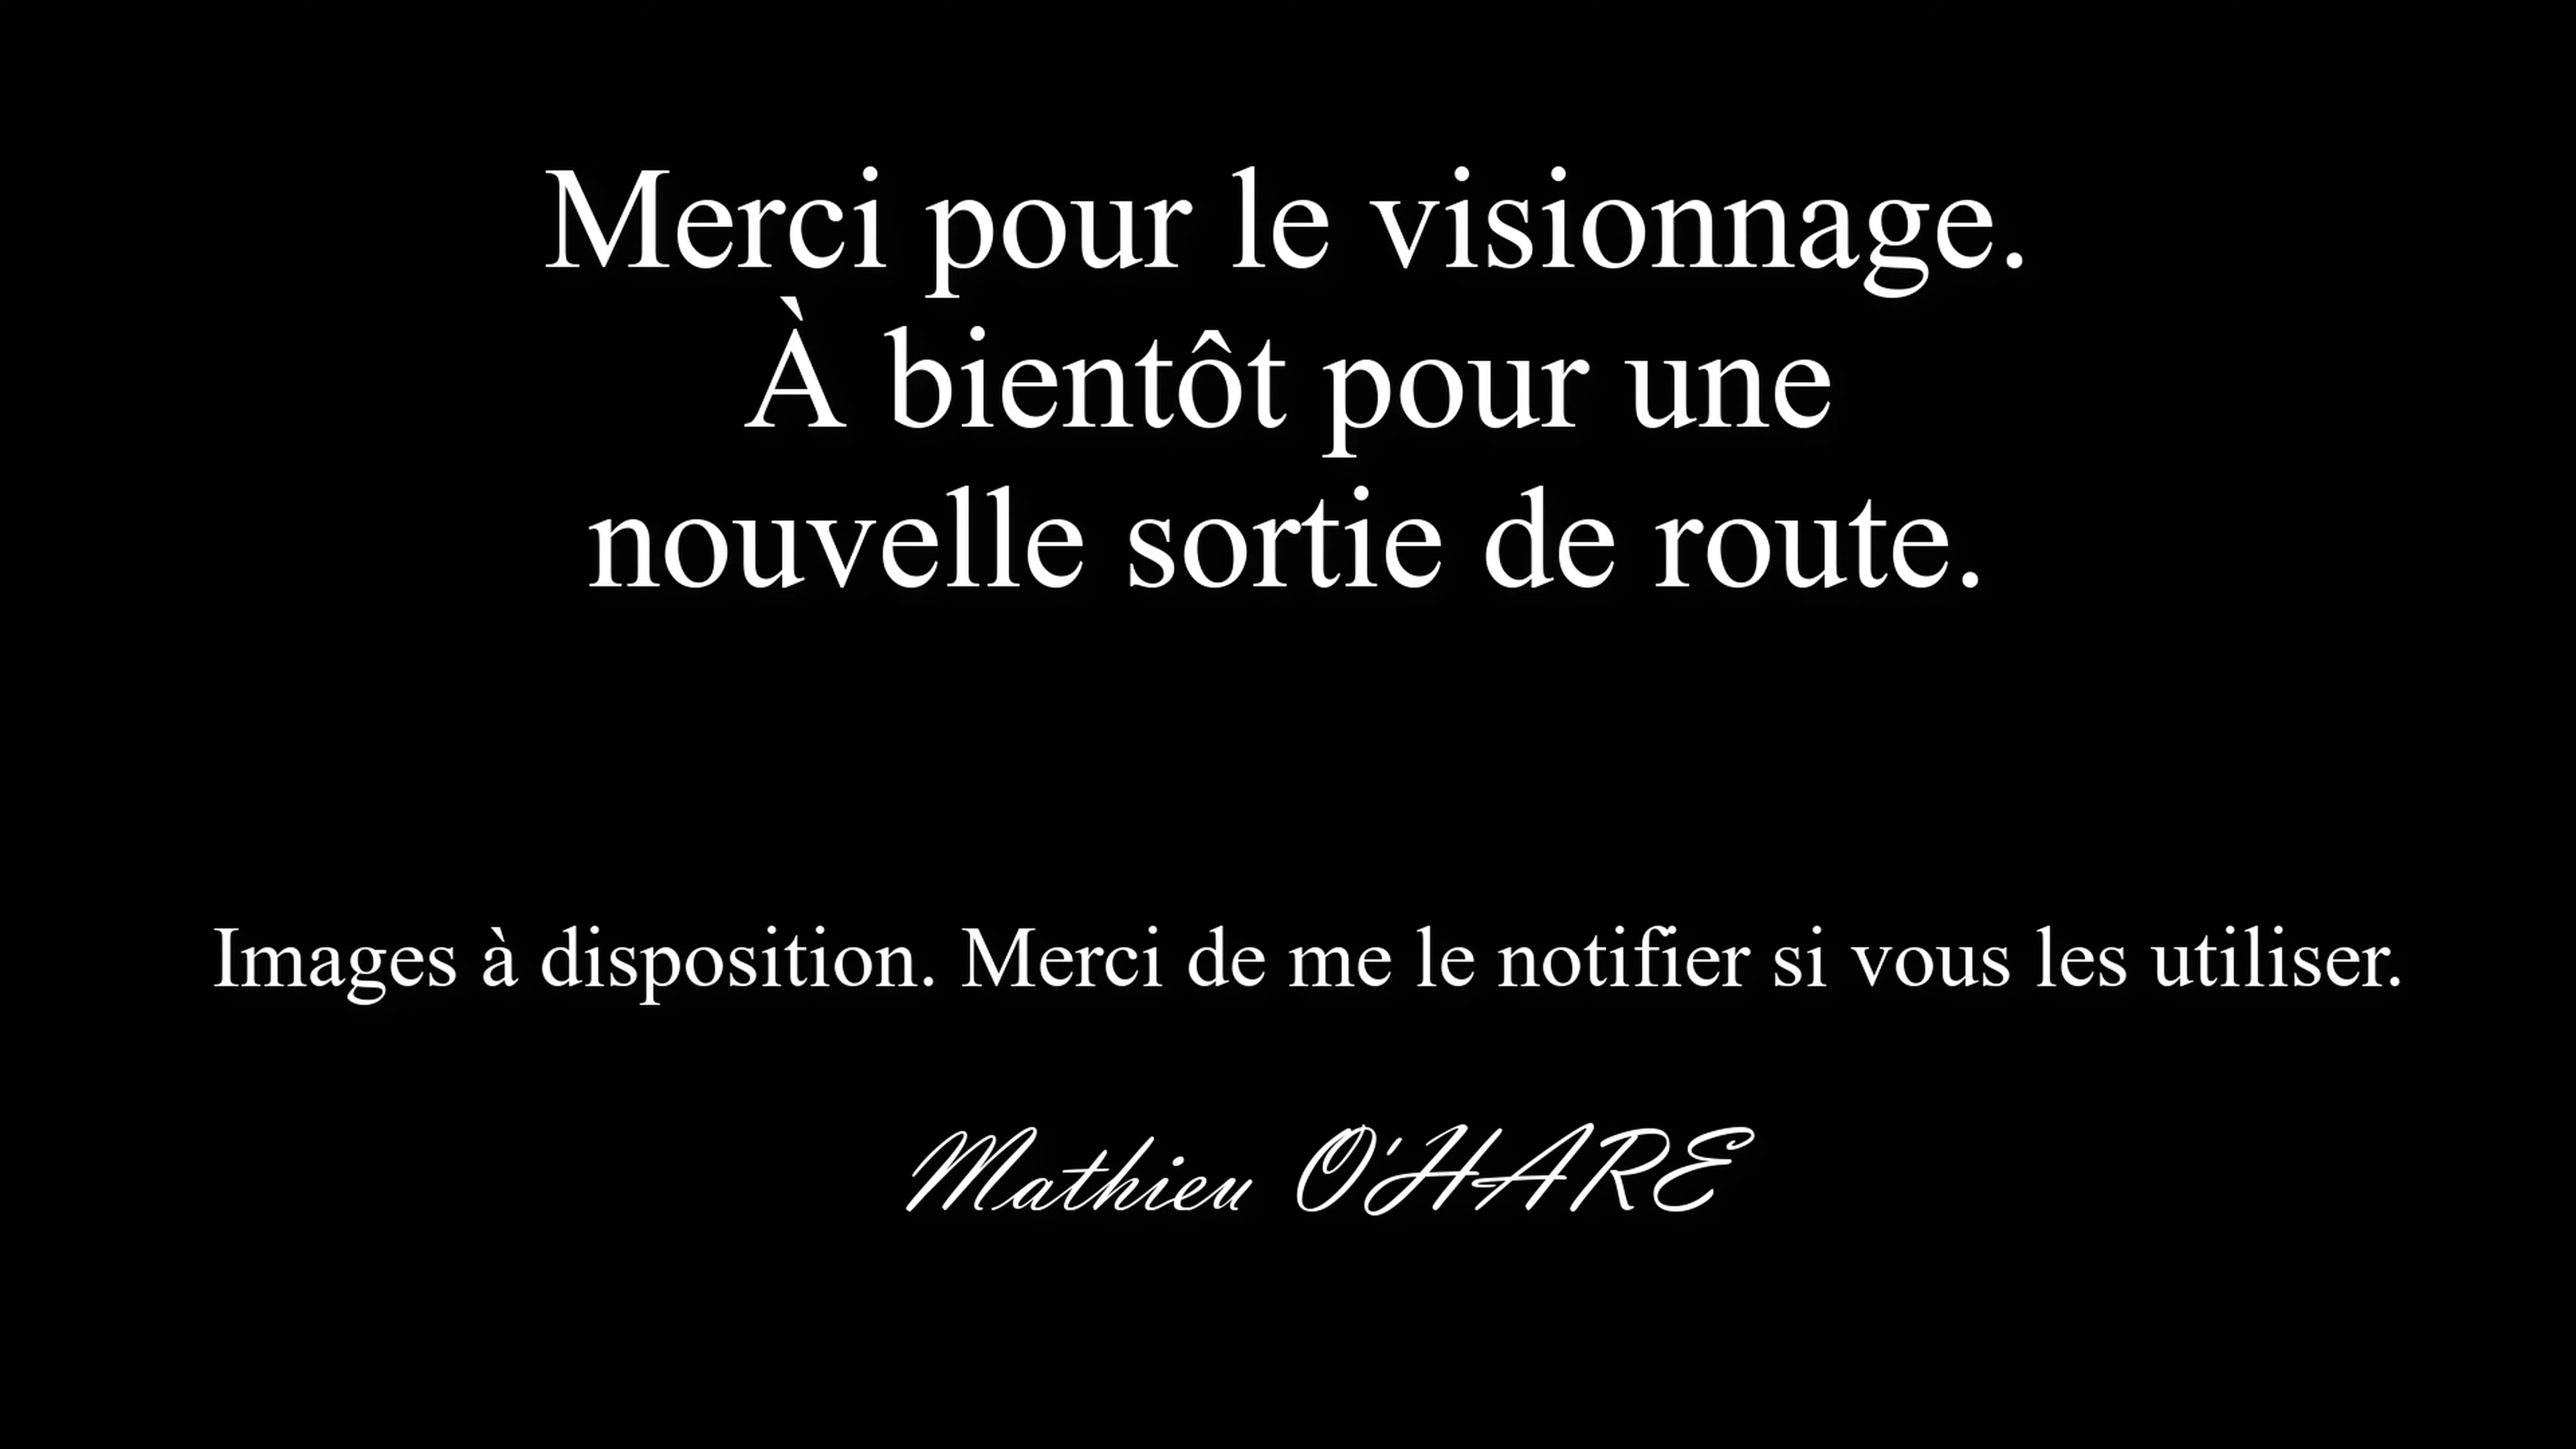 Merci pour le visionnage.
À bientôt pour une
nouvelle sortie de route.
Images à disposition. Merci de me le notifier si vous les utiliser.
Mathieu O'HARE